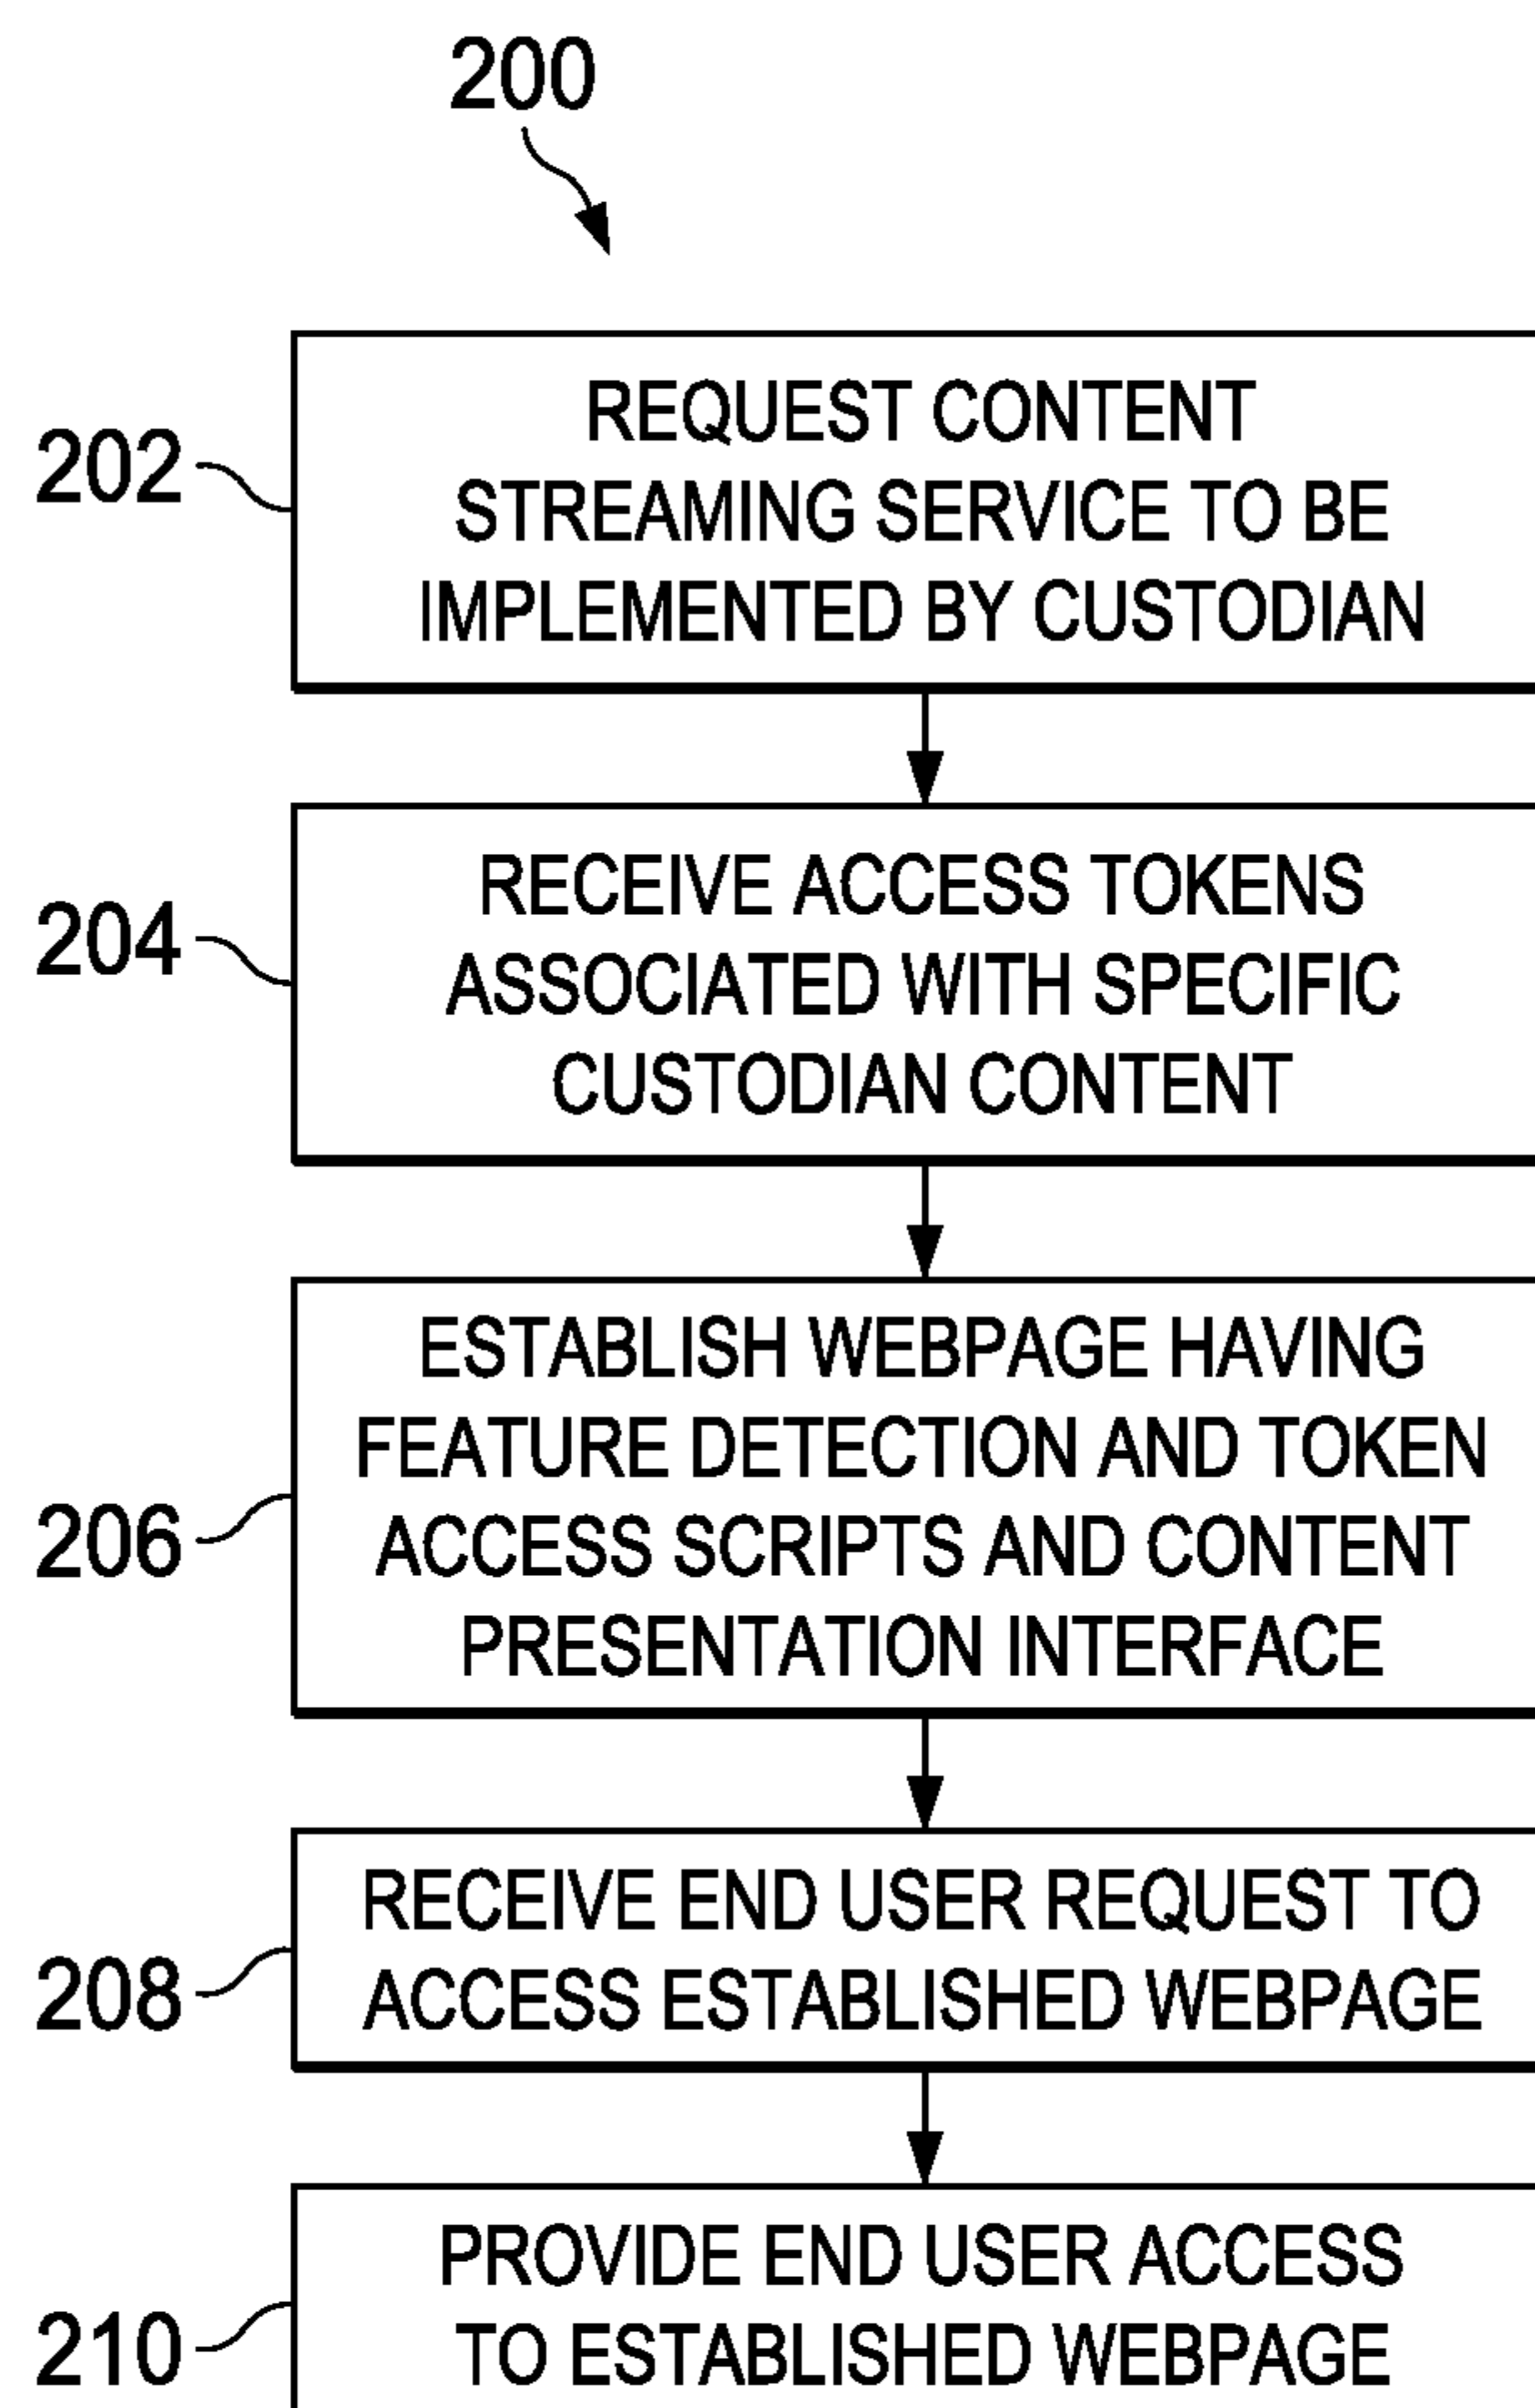 200
202
REQUEST CONTENT
STREAMING SERVICE TO BE
IMPLEMENTED BY CUSTODIAN
204
RECEIVE ACCESS TOKENS
ASSOCIATED WITH SPECIFIC
CUSTODIAN CONTENT
206
ESTABLISH WEBPAGE HAVING
FEATURE DETECTION AND TOKEN
ACCESS SCRIPTS AND CONTENT
PRESENTATION INTERFACE
208
RECEIVE END USER REQUEST TO
ACCESS ESTABLISHED WEBPAGE
210
PROVIDE END USER ACCESS
TO ESTABLISHED WEBPAGE